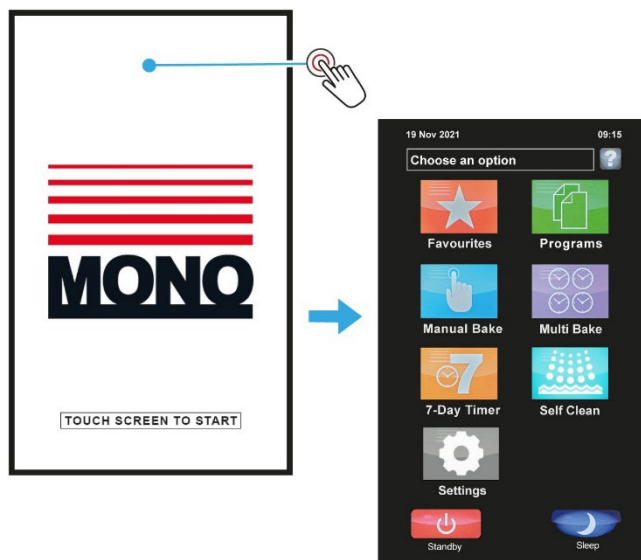 MONO
TOUCH SCREEN TO START
19 Nov 2021 09:15
Choose an option ?
Favourites Programs
Manual Bake Multi Bake
7
7-Day Timer Self Clean
Settings
Standby Sleep